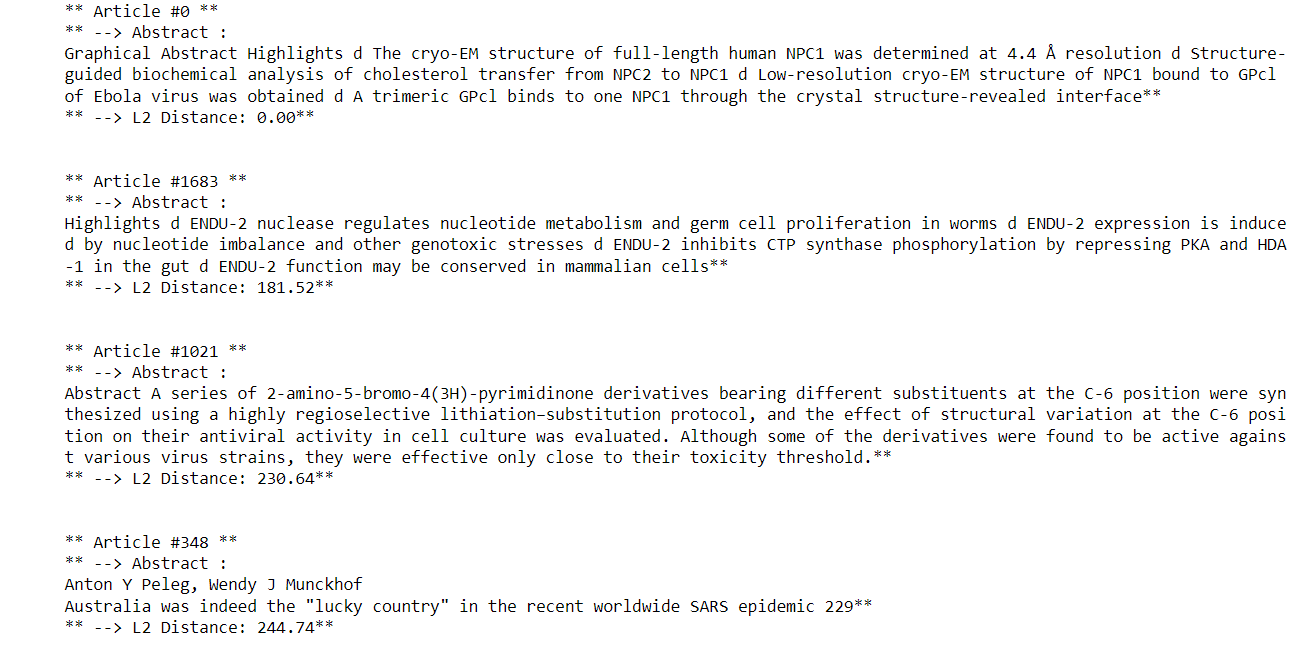 ** Article #0 **
** --> Abstract :
Graphical Abstract Highlights d The cryo-EM structure of full-length human NPC1 was determined at 4.4 Å resolution d Structure-
guided biochemical analysis of cholesterol transfer from NPC2 to NPC1 d Low-resolution cryo-EM structure of NPC1 bound to GPcl
of Ebola virus was obtained d A trimeric GPcl binds to one NPC1 through the crystal structure-revealed interface**
** --> L2 Distance: 0.00**
** Article #1683 **
** --> Abstract :
Highlights d ENDU-2 nuclease regulates nucleotide metabolism and germ cell proliferation in worms d ENDU-2 expression is induce
d by nucleotide imbalance and other genotoxic stresses d ENDU-2 inhibits CTP synthase phosphorylation by repressing PKA and HDA
-1 in the gut d ENDU-2 function may be conserved in mammalian cells**
** --> L2 Distance: 181.52**
** Article #1021 **
** --> Abstract :
Abstract A series of 2-amino-5-bromo-4(3H)-pyrimidinone derivatives bearing different substituents at the C-6 position were syn
thesized using a highly regioselective lithiation–substitution protocol, and the effect of structural variation at the C-6 posi
tion on their antiviral activity in cell culture was evaluated. Although some of the derivatives were found to be active agains
t various virus strains, they were effective only close to their toxicity threshold.**
** --> L2 Distance: 230.64**
** Article #348 **
** --> Abstract :
Anton Y Peleg, Wendy J Munckhof
Australia was indeed the "lucky country" in the recent worldwide SARS epidemic 229**
** --> L2 Distance: 244.74**